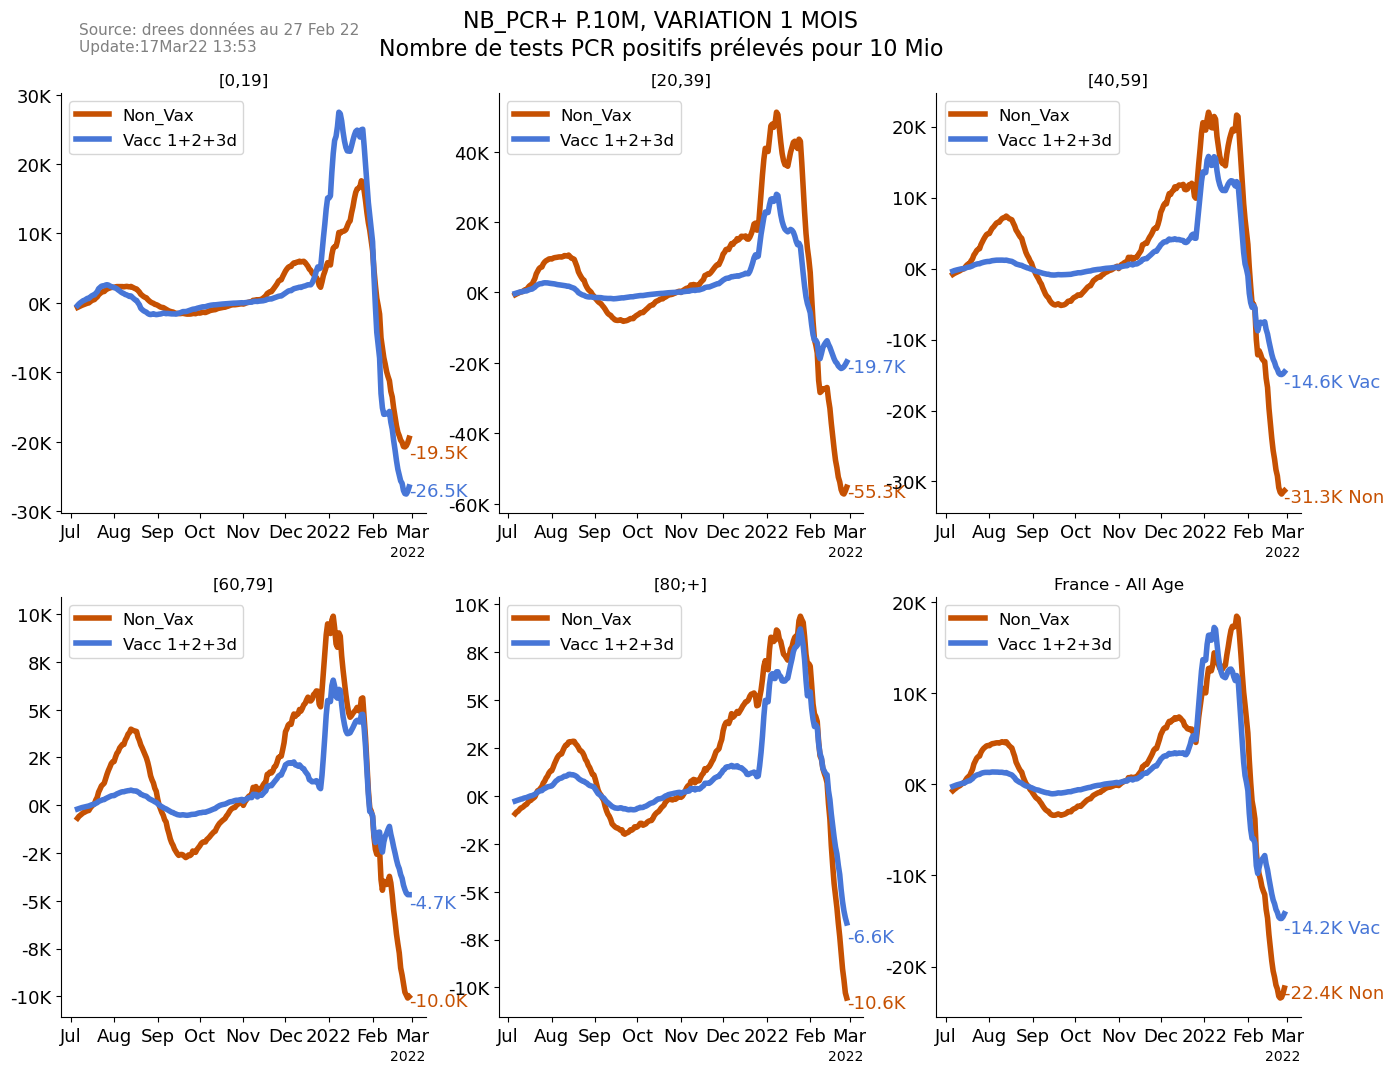 Source: drees données au 27 Feb 22
Update:17Mar22 13:53
NB_PCR+ P.10M, VARIATION 1 MOIS
Nombre de tests PCR positifs prélevés pour 10 Mio
[0,19]
Non_Vax
Vacc 1+2+3d
30K
20K
10K
0K
-10K
-20K
-30K
-19.5K
-26.5K
Jul Aug Sep Oct Nov Dec 2022 Feb Mar
2022
[20,39]
Non_Vax
Vacc 1+2+3d
40K
20K
0K
-20K
-40K
-60K
-19.7K
-55.3K
Jul Aug Sep Oct Nov Dec 2022 Feb Mar
2022
[40,59]
Non_Vax
Vacc 1+2+3d
20K
10K
0K
-10K
-20K
-30K
-14.6K Vac
-31.3K Non
Jul Aug Sep Oct Nov Dec 2022 Feb Mar
2022
[60,79]
Non_Vax
Vacc 1+2+3d
10K
8K
5K
2K
0K
-2K
-5K
-8K
-10K
-4.7K
-10.0K
Jul Aug Sep Oct Nov Dec 2022 Feb Mar
2022
[80;+]
Non_Vax
Vacc 1+2+3d
10K
8K
5K
2K
0K
-2K
-5K
-8K
-10K
-6.6K
-10.6K
Jul Aug Sep Oct Nov Dec 2022 Feb Mar
2022
France - All Age
Non_Vax
Vacc 1+2+3d
20K
10K
0K
-10K
-20K
-14.2K Vac
-22.4K Non
Jul Aug Sep Oct Nov Dec 2022 Feb Mar
2022